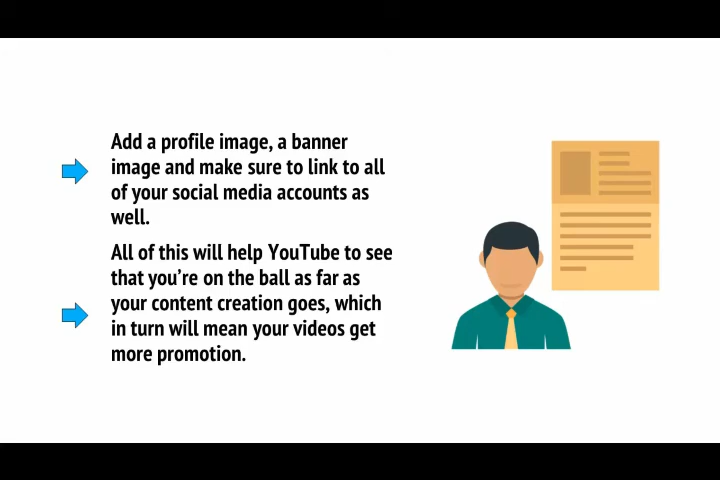 Add a profile image, a banner
image and make sure to link to all
of your social media accounts as
well.
All of this will help YouTube to see
that you’re on the ball as far as
your content creation goes, which
in turn will mean your videos get
more promotion.